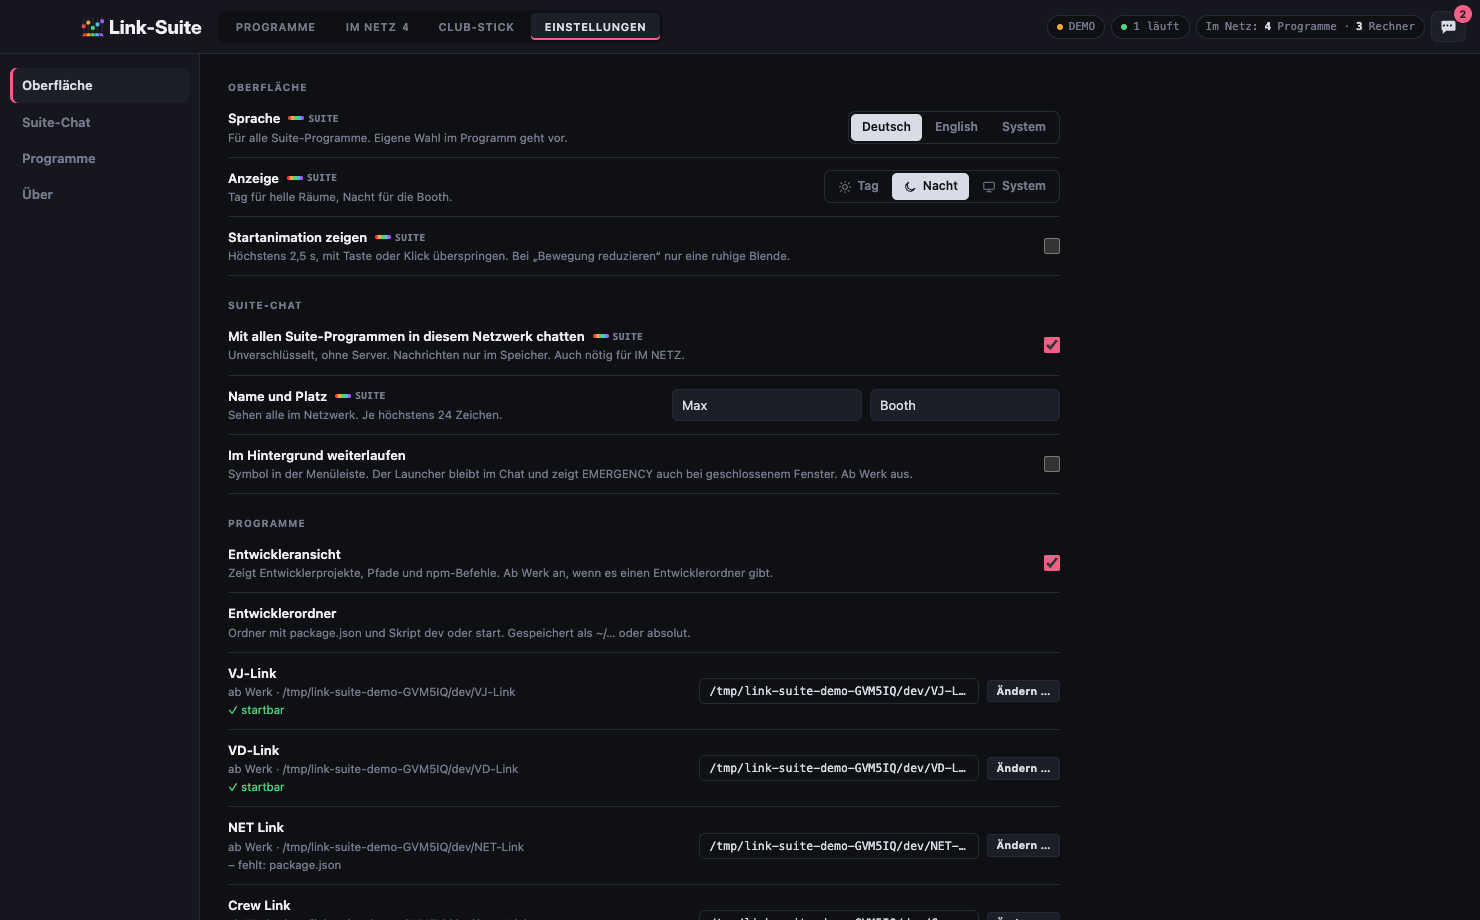 Link-Suite
PROGRAMME
IM NETZ 4
CLUB-STICK
EINSTELLUNGEN
DEMO
1 läuft
Im Netz: 4 Programme · 3 Rechner
2
Oberfläche
Suite-Chat
Programme
Über
OBERFLÄCHE
Sprache SUITE
Für alle Suite-Programme. Eigene Wahl im Programm geht vor.
Deutsch English System
Anzeige SUITE
Tag für helle Räume, Nacht für die Booth.
Tag Nacht System
Startanimation zeigen SUITE
Höchstens 2,5 s, mit Taste oder Klick überspringen. Bei „Bewegung reduzieren“ nur eine ruhige Blende.
SUITE-CHAT
Mit allen Suite-Programmen in diesem Netzwerk chatten SUITE
Unverschlüsselt, ohne Server. Nachrichten nur im Speicher. Auch nötig für IM NETZ.
Name und Platz SUITE
Sehen alle im Netzwerk. Je höchstens 24 Zeichen.
Max
Booth
Im Hintergrund weiterlaufen
Symbol in der Menüleiste. Der Launcher bleibt im Chat und zeigt EMERGENCY auch bei geschlossenem Fenster. Ab Werk aus.
PROGRAMME
Entwickleransicht
Zeigt Entwicklerprojekte, Pfade und npm-Befehle. Ab Werk an, wenn es einen Entwicklerordner gibt.
Entwicklerordner
Ordner mit package.json und Skript dev oder start. Gespeichert als ~/… oder absolut.
VJ-Link
ab Werk · /tmp/link-suite-demo-GVM5IQ/dev/VJ-Link
✓ startbar
/tmp/link-suite-demo-GVM5IQ/dev/VJ-L…
Ändern …
VD-Link
ab Werk · /tmp/link-suite-demo-GVM5IQ/dev/VD-Link
✓ startbar
/tmp/link-suite-demo-GVM5IQ/dev/VD-L…
Ändern …
NET Link
ab Werk · /tmp/link-suite-demo-GVM5IQ/dev/NET-Link
– fehlt: package.json
/tmp/link-suite-demo-GVM5IQ/dev/NET-…
Ändern …
Crew Link